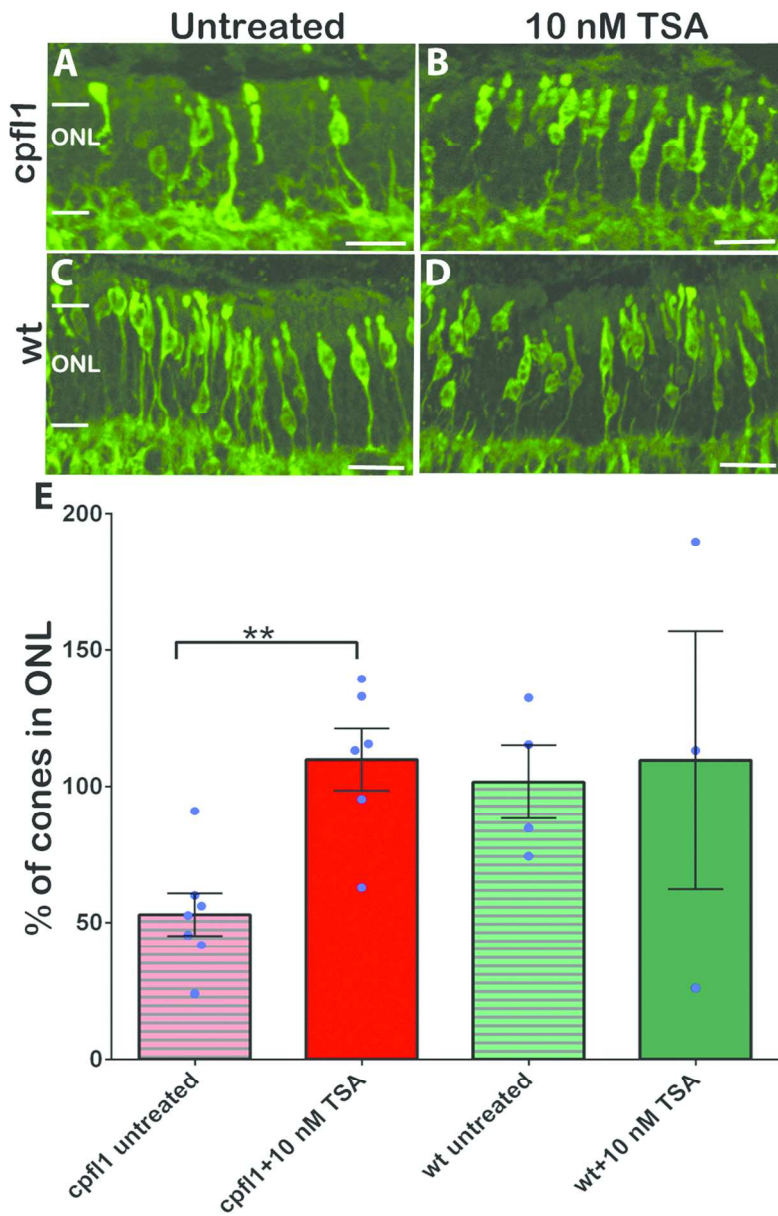 Untreated 10 nM TSA
cpfl1
A
B
ONL
wt
C
D
ONL
E
% of cones in ONL
200
150
100
50
0
**
cpfl1 untreated
cpfl1+10 nM TSA
wt untreated
wt+10 nM TSA